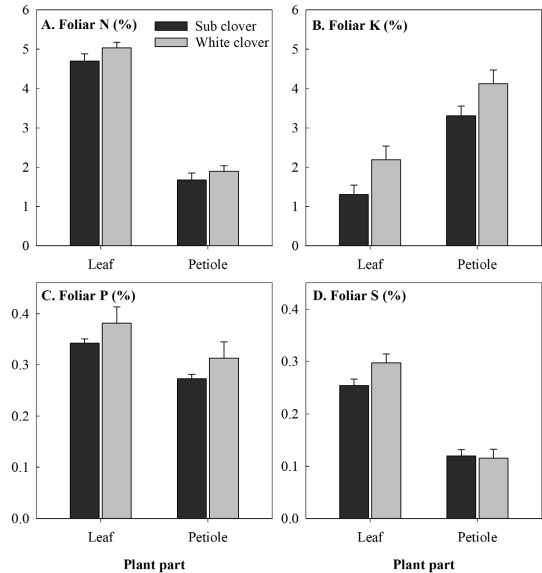 A. Foliar N (%)
Sub clover
White clover
6
5
4
3
2
1
0
Leaf
Petiole
B. Foliar K (%)
6
5
4
3
2
1
0
Leaf
Petiole
C. Foliar P (%)
0.4
0.3
0.2
0.1
0.0
Leaf
Petiole
Plant part
D. Foliar S (%)
0.4
0.3
0.2
0.1
0.0
Leaf
Petiole
Plant part